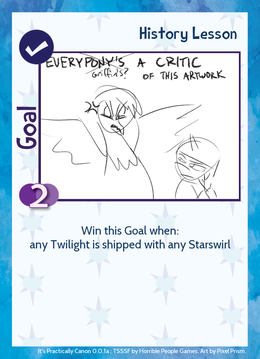 History Lesson
EVERYPONY'S A CRITIC
Griffid's?
OF THIS ARTWORK
Goal
2
Win this Goal when:
any Twilight is shipped with any Starswirl
It's Practically Canon 0.0.1a ; TSSSF by Horrible People Games. Art by Pixel Prism.